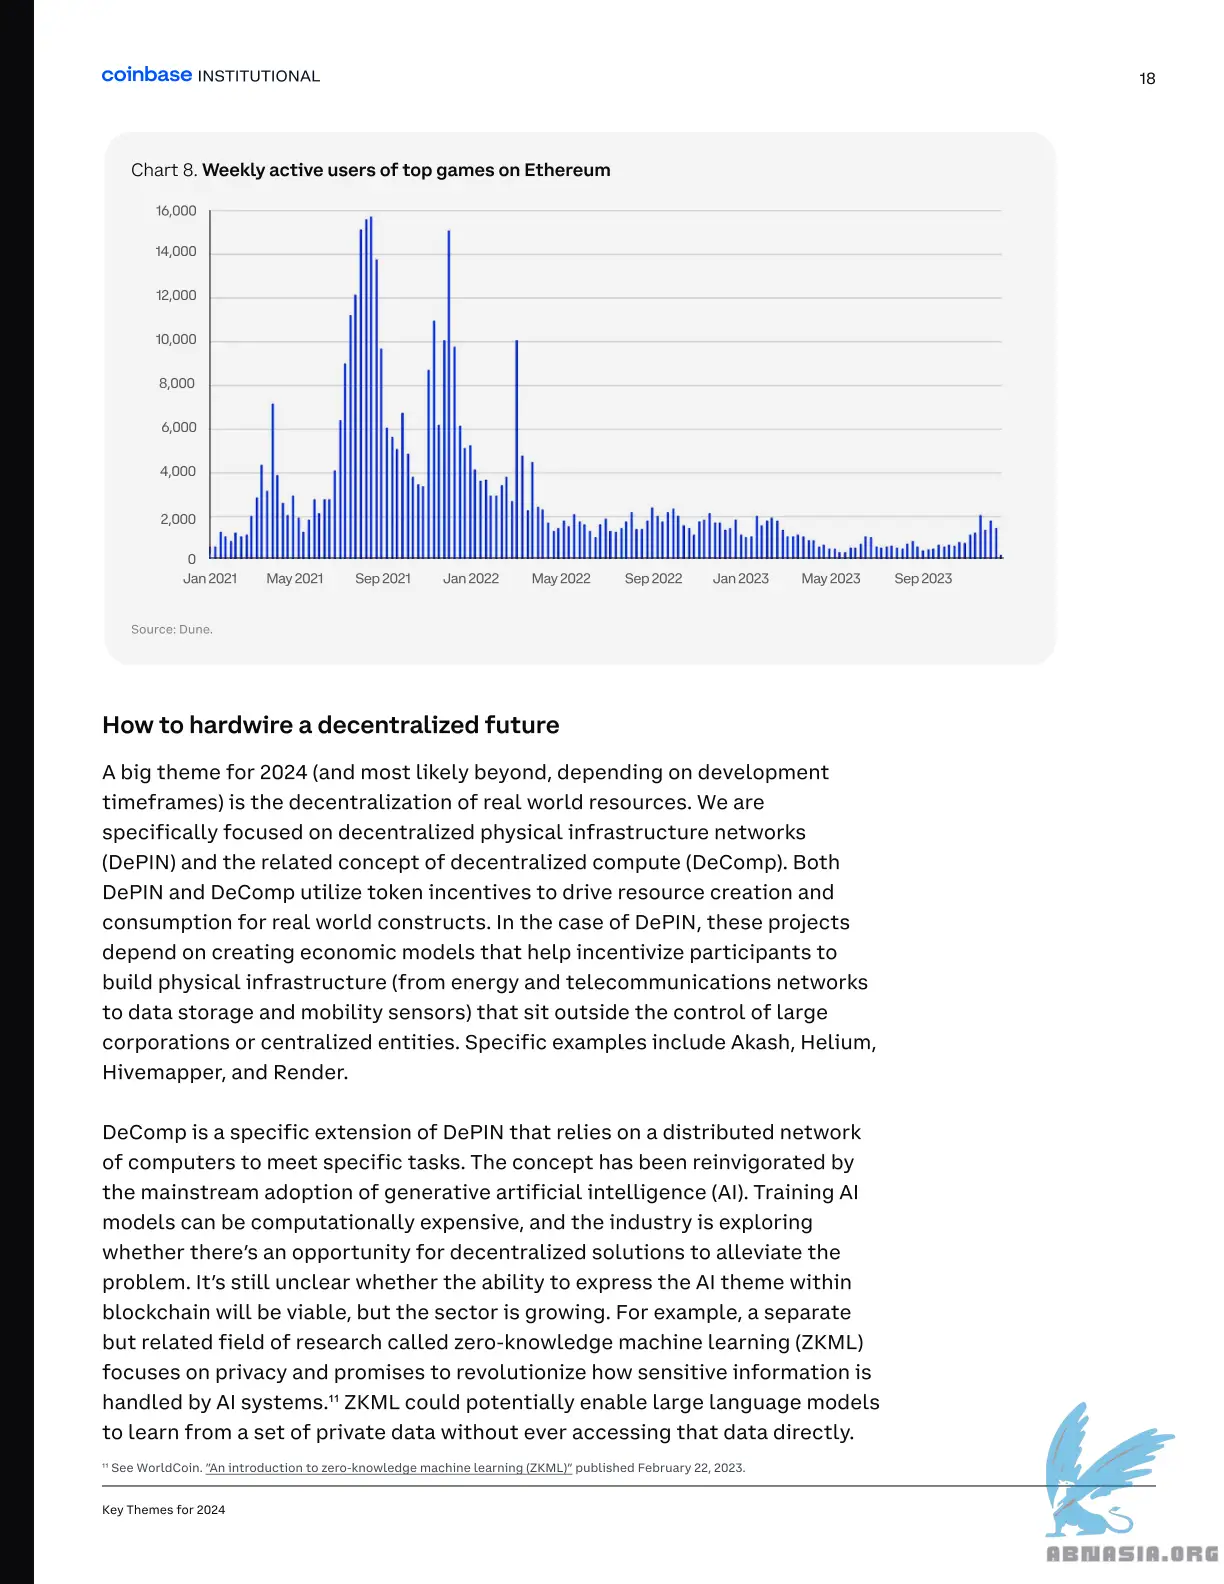 coinbase INSTITUTIONAL
18
Chart 8. Weekly active users of top games on Ethereum
16,000
14,000
12,000
10,000
8,000
6,000
4,000
2,000
0
Jan 2021 May 2021 Sep 2021 Jan 2022 May 2022 Sep 2022 Jan 2023 May 2023 Sep 2023
Source: Dune.
How to hardwire a decentralized future
A big theme for 2024 (and most likely beyond, depending on development
timeframes) is the decentralization of real world resources. We are
specifically focused on decentralized physical infrastructure networks
(DePIN) and the related concept of decentralized compute (DeComp). Both
DePIN and DeComp utilize token incentives to drive resource creation and
consumption for real world constructs. In the case of DePIN, these projects
depend on creating economic models that help incentivize participants to
build physical infrastructure (from energy and telecommunications networks
to data storage and mobility sensors) that sit outside the control of large
corporations or centralized entities. Specific examples include Akash, Helium,
Hivemapper, and Render.
DeComp is a specific extension of DePIN that relies on a distributed network
of computers to meet specific tasks. The concept has been reinvigorated by
the mainstream adoption of generative artificial intelligence (AI). Training AI
models can be computationally expensive, and the industry is exploring
whether there’s an opportunity for decentralized solutions to alleviate the
problem. It’s still unclear whether the ability to express the AI theme within
blockchain will be viable, but the sector is growing. For example, a separate
but related field of research called zero-knowledge machine learning (ZKML)
focuses on privacy and promises to revolutionize how sensitive information is
handled by AI systems.¹¹ ZKML could potentially enable large language models
to learn from a set of private data without ever accessing that data directly.
¹¹ See WorldCoin. “An introduction to zero-knowledge machine learning (ZKML)” published February 22, 2023.
Key Themes for 2024
ABNASIA.ORG